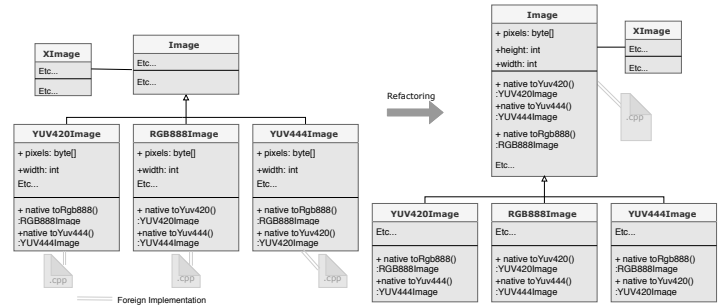 XImage
Etc...
Etc...
Image
Etc...
Etc...
YUV420Image
+ pixels: byte[]
+width: int
Etc...
+ native toRgb888()
:RGB888Image
+native toYuv444()
:YUV444Image
.cpp
RGB888Image
+ pixels: byte[]
+width: int
Etc...
+ native toYuv420()
:YUV420Image
+native toYuv444()
:YUV444Image
.cpp
YUV444Image
+ pixels: byte[]
+width: int
Etc...
+ native toRgb888()
:RGB888Image
+ native toYuv420()
:YUV420Image
.cpp
Foreign Implementation
Refactoring
Image
+ pixels: byte[]
+height: int
+width: int
+ native toYuv420()
:YUV420Image
+native toYuv444()
:YUV444Image
+ native toRgb888()
:RGB888Image
Etc...
XImage
Etc...
Etc...
.cpp
YUV420Image
Etc...
+ native toRgb888()
:RGB888Image
+native toYuv444()
:YUV444Image
RGB888Image
Etc...
+ native toYuv420()
:YUV420Image
+native toYuv444()
:YUV444Image
YUV444Image
Etc...
+ native toRgb888()
:RGB888Image
+ native toYuv420()
:YUV420Image